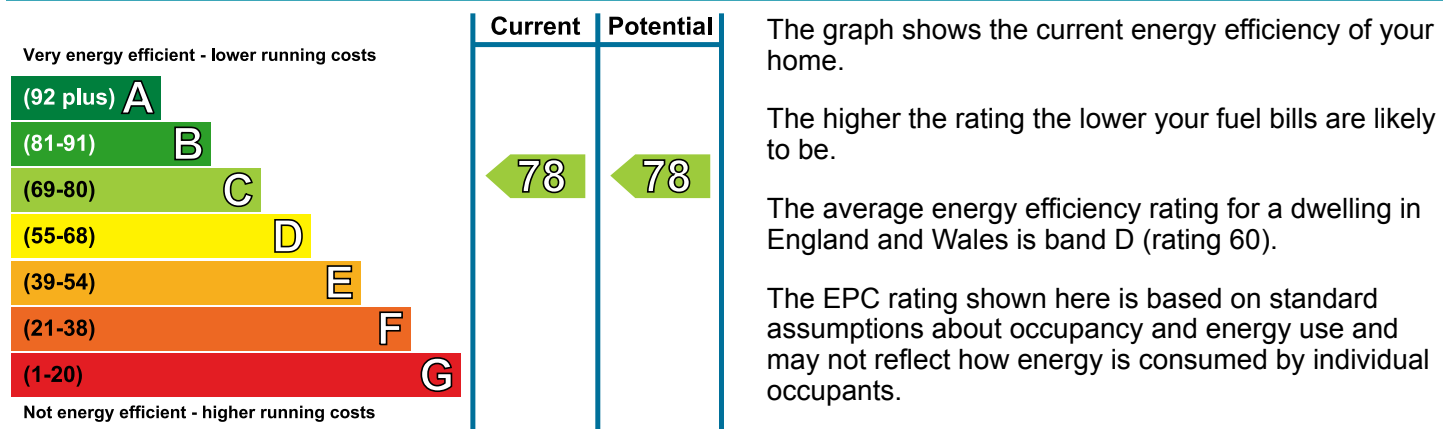 Current Potential
Very energy efficient - lower running costs
(92 plus) A
(81-91) B
(69-80) C
78 78
(55-68) D
(39-54) E
(21-38) F
(1-20) G
Not energy efficient - higher running costs
The graph shows the current energy efficiency of your
home.
The higher the rating the lower your fuel bills are likely
to be.
The average energy efficiency rating for a dwelling in
England and Wales is band D (rating 60).
The EPC rating shown here is based on standard
assumptions about occupancy and energy use and
may not reflect how energy is consumed by individual
occupants.